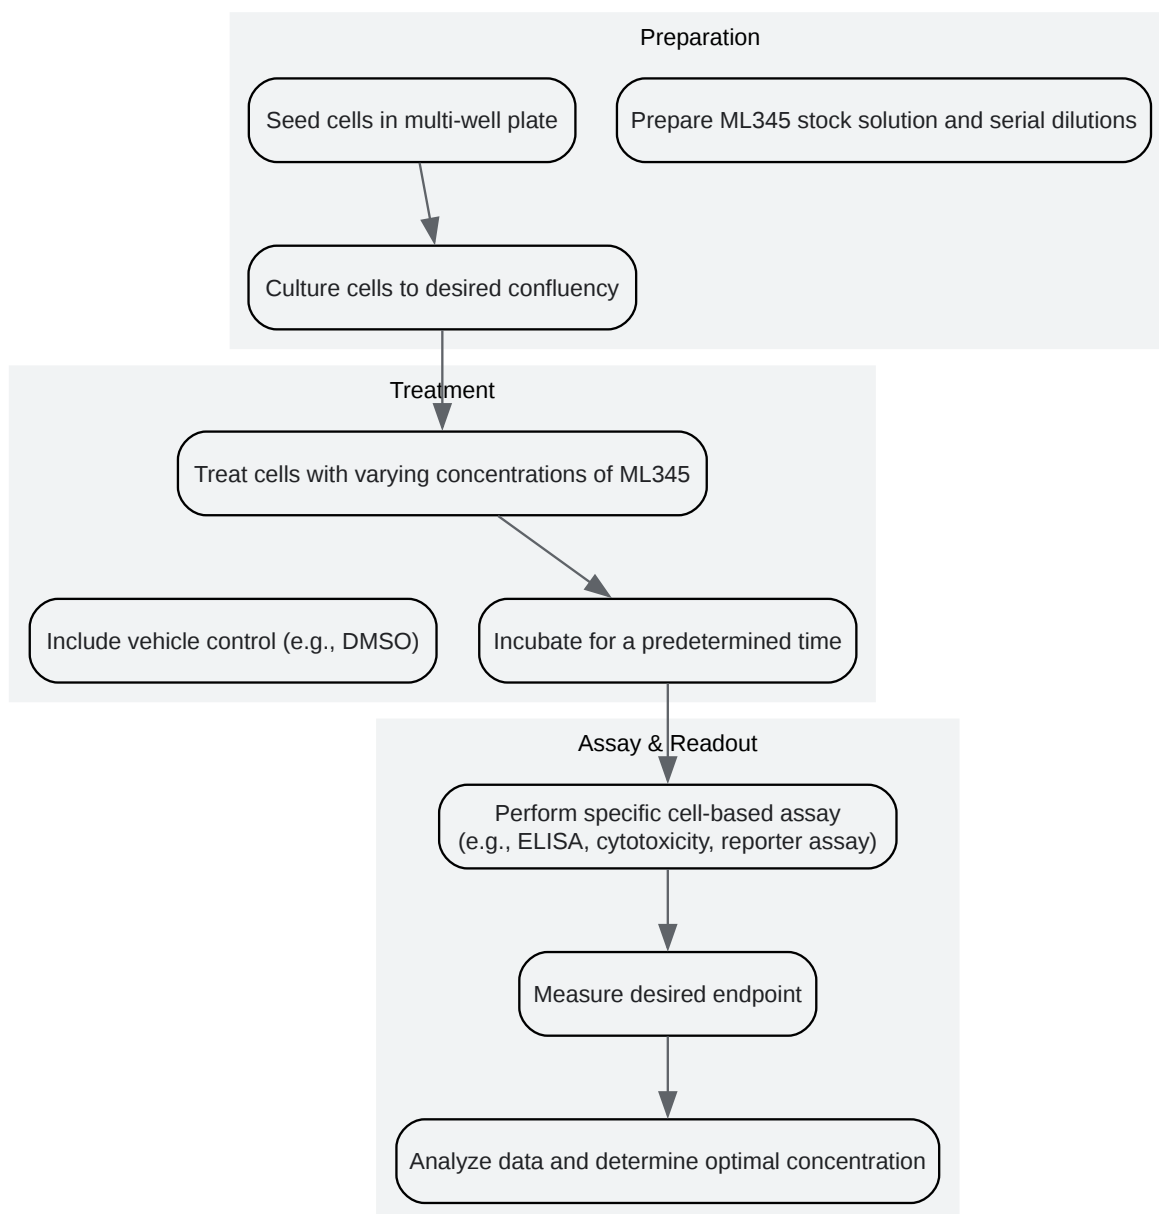 Preparation
Seed cells in multi-well plate
Prepare ML345 stock solution and serial dilutions
Culture cells to desired confluency
Treatment
Treat cells with varying concentrations of ML345
Include vehicle control (e.g., DMSO)
Incubate for a predetermined time
Assay & Readout
Perform specific cell-based assay
(e.g., ELISA, cytotoxicity, reporter assay)
Measure desired endpoint
Analyze data and determine optimal concentration